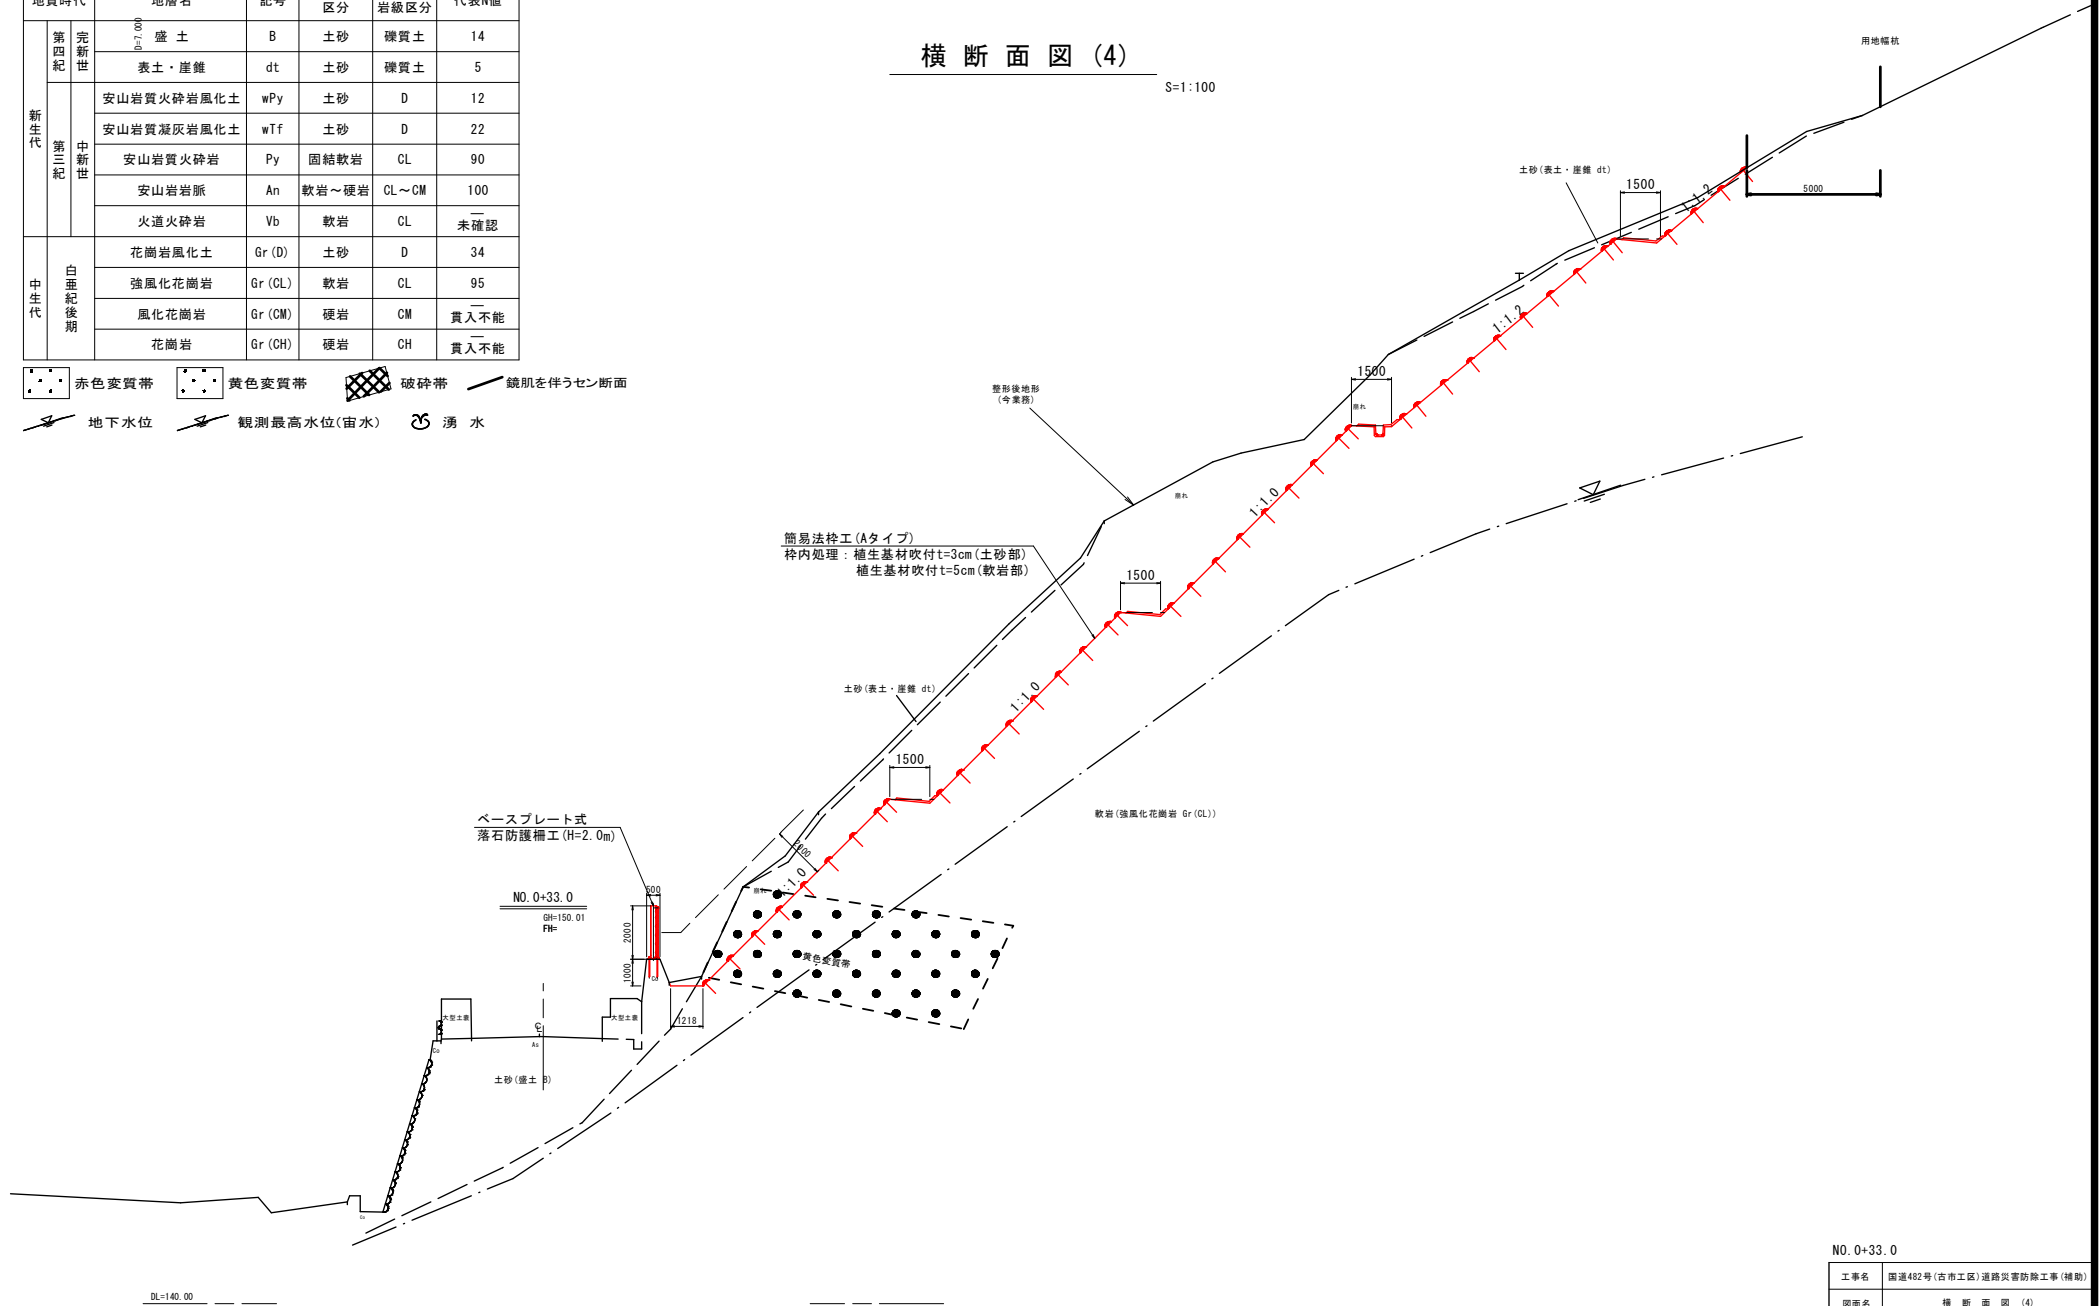 地質時代 地層名 記号 区分 岩級区分 代表N値
新生代 第四紀 完新世 盛 土 B 土砂 礫質土 14
D=7.000
表土・崖錐 dt 土砂 礫質土 5
第三紀 中新世 安山岩質火砕岩風化土 wPy 土砂 D 12
安山岩質凝灰岩風化土 wTf 土砂 D 22
安山岩質火砕岩 Py 固結軟岩 CL 90
安山岩岩脈 An 軟岩～硬岩 CL～CM 100
火道火砕岩 Vb 軟岩 CL ― 未確認
中生代 白亜紀後期 花崗岩風化土 Gr(D) 土砂 D 34
強風化花崗岩 Gr(CL) 軟岩 CL 95
風化花崗岩 Gr(CM) 硬岩 CM ― 貫入不能
花崗岩 Gr(CH) 硬岩 CH ― 貫入不能
赤色変質帯 黄色変質帯 破砕帯 鏡肌を伴うセン断面
地下水位 観測最高水位(宙水) 湧 水
横 断 面 図 (4)
S=1:100
用地幅杭
5000
土砂(表土・崖錐 dt)
1500
1:1.2
1:1.2
T
1500
崩れ
整形後地形
(今業務)
崩れ
1:1.0
簡易法枠工(Aタイプ)
枠内処理：植生基材吹付t=3cm(土砂部)
植生基材吹付t=5cm(軟岩部)
1500
1:1.0
土砂(表土・崖錐 dt)
1500
軟岩(強風化花崗岩 Gr(CL))
ベースプレート式
落石防護柵工(H=2.0m)
2000
1:1.0
崩れ
500
NO.0+33.0
GH=150.01
FH=
2000
1000
Co
黄色変質帯
1218
大型土嚢
大型土嚢
CL
As
Co
土砂(盛土 B)
Co
DL=140.00
NO.0+33.0
工事名 国道482号(古市工区)道路災害防除工事(補助)
図面名 横 断 面 図 (4)